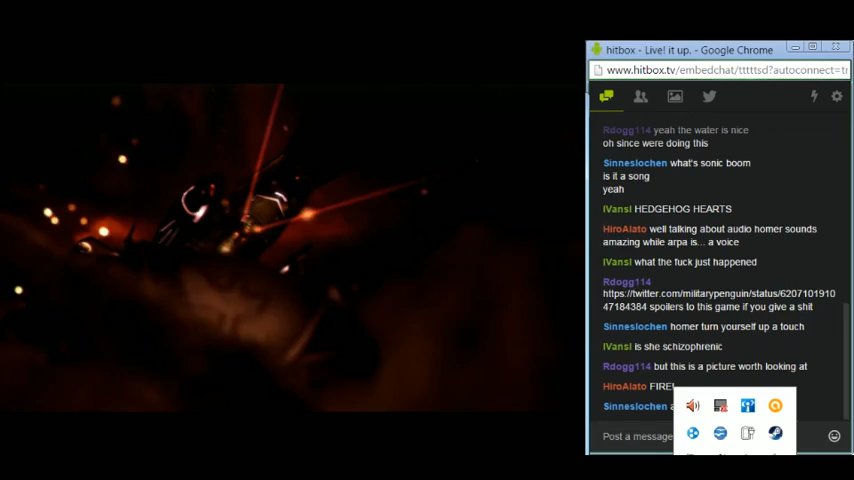 hitbox - Live! it up. - Google Chrome
www.hitbox.tv/embedchat/tttttsd?autoconnect=tr
Rdogg114 yeah the water is nice
oh since were doing this
Sinneslochen what's sonic boom
is it a song
yeah
IVansI HEDGEHOG HEARTS
HiroAlato well talking about audio homer sounds
amazing while arpa is... a voice
IVansI what the fuck just happened
Rdogg114
https://twitter.com/militarypenguin/status/6207101910
47184384 spoilers to this game if you give a shit
Sinneslochen homer turn yourself up a touch
IVansI is she schizophrenic
Rdogg114 but this is a picture worth looking at
HiroAlato FIRE!
Sinneslochen
Post a message